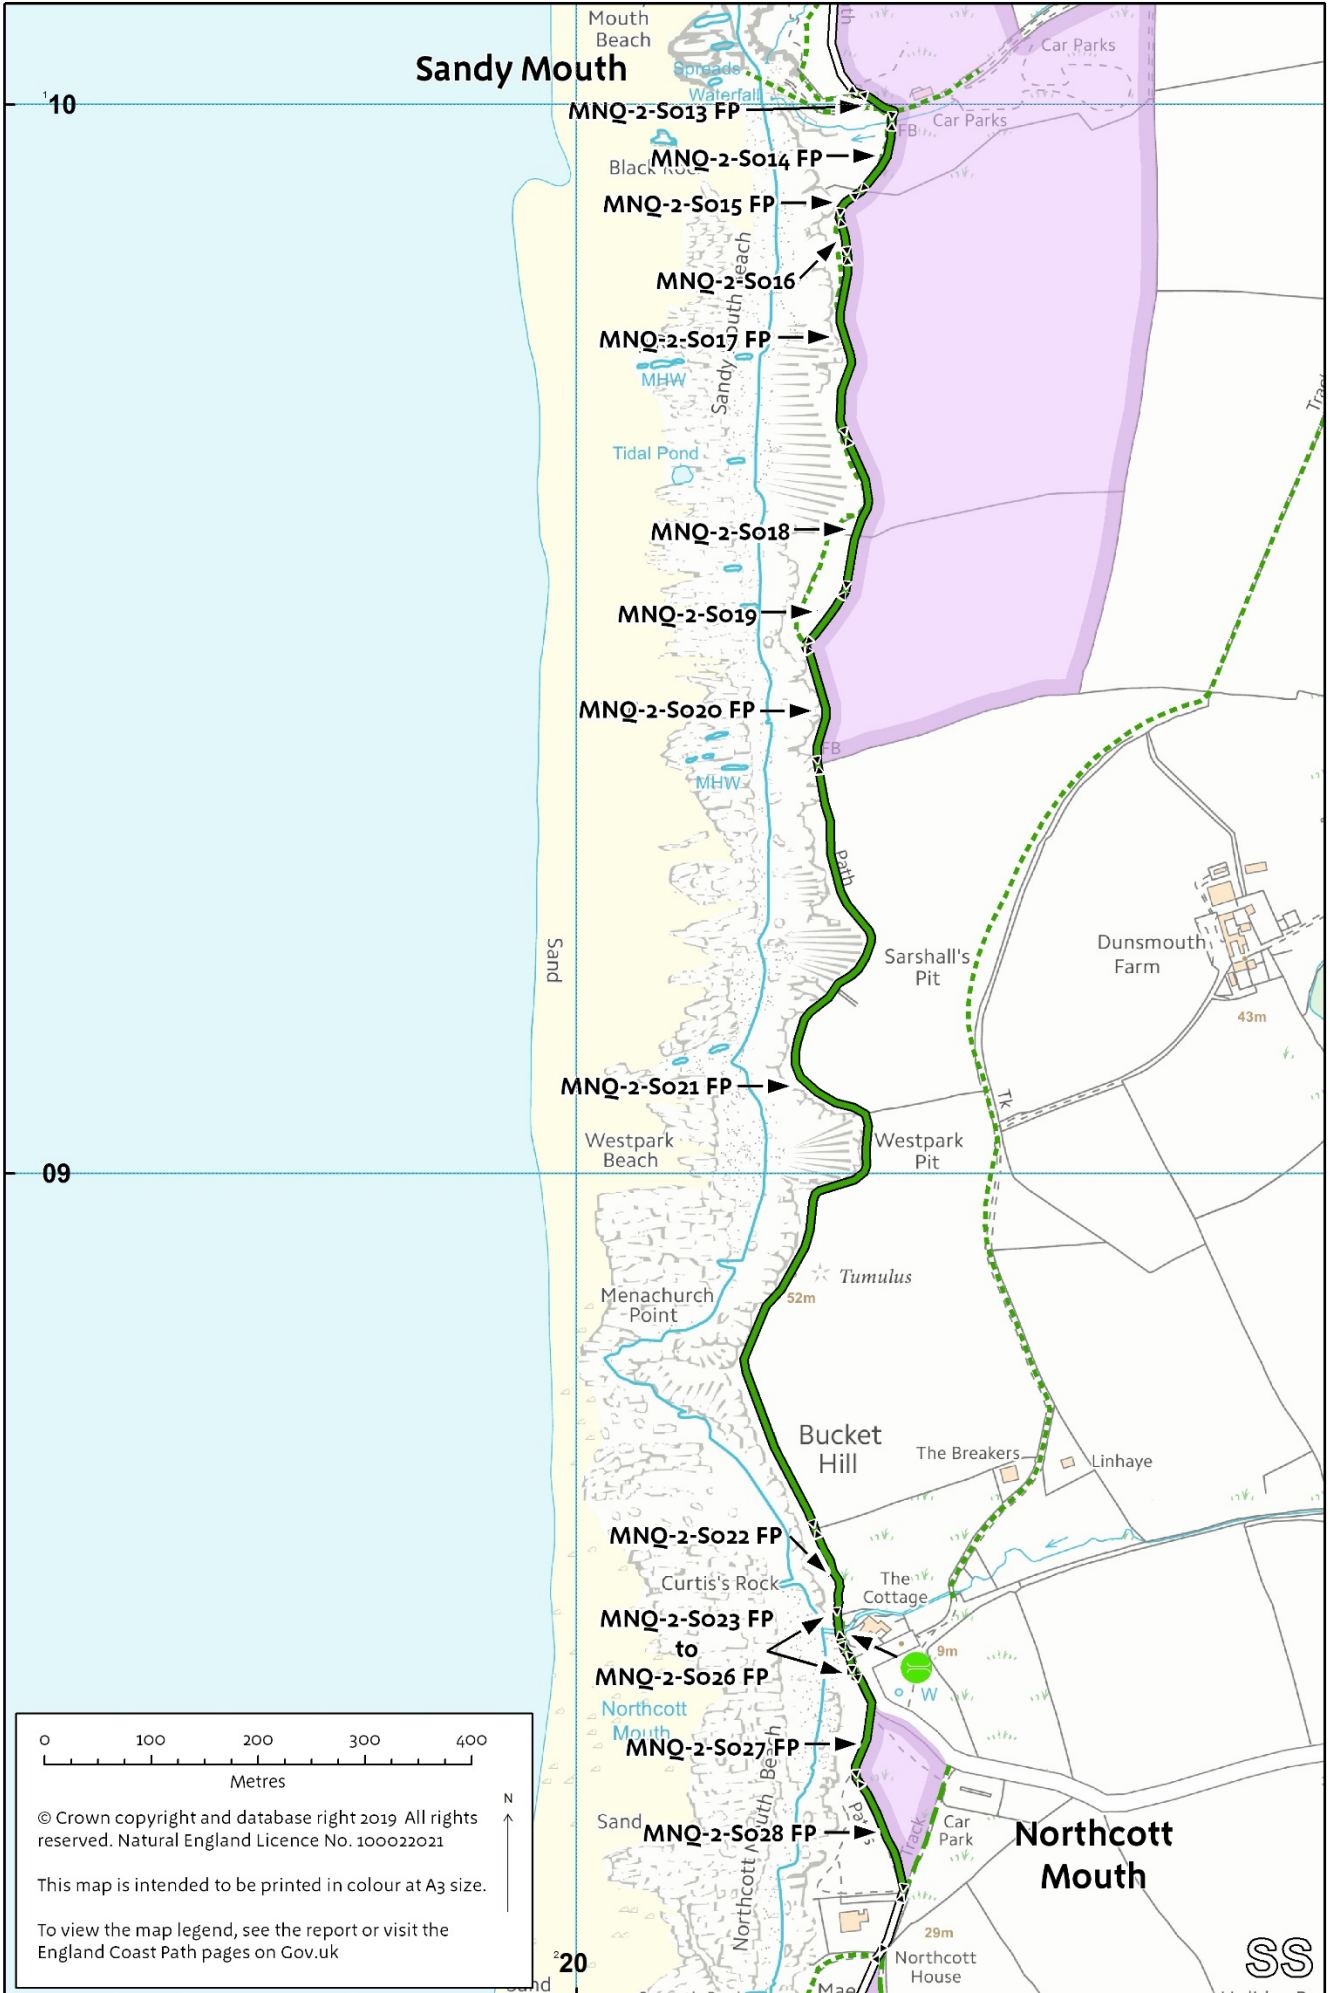 Mouth
Beach
Sandy Mouth
Spreads
Waterfall
Car Parks
10
MNQ-2-S013 FP
FB
Car Parks
MNQ-2-S014 FP
MNQ-2-S015 FP
MNQ-2-S016
Sandy Mouth Beach
MNQ-2-S017 FP
MHW
Tidal Pond
MNQ-2-S018
MNQ-2-S019
MNQ-2-S020 FP
FB
MHW
Path
Sand
Sarshall's
Pit
Dunsmouth
Farm
43m
MNQ-2-S021 FP
Tk
Westpark
Beach
Westpark
Pit
09
Tumulus
52m
Menachurch
Point
Bucket
Hill
The Breakers
Linhaye
MNQ-2-S022 FP
Curtis's Rock
The
Cottage
MNQ-2-S023 FP
to
MNQ-2-S026 FP
9m
W
Northcott
Mouth
MNQ-2-S027 FP
Northcott Mouth Beach
Sand
MNQ-2-S028 FP
Track
Car
Park
Northcott
Mouth
29m
Northcott
House
20
SS
0 100 200 300 400
Metres
N
© Crown copyright and database right 2019 All rights
reserved. Natural England Licence No. 100022021
This map is intended to be printed in colour at A3 size.
To view the map legend, see the report or visit the
England Coast Path pages on Gov.uk